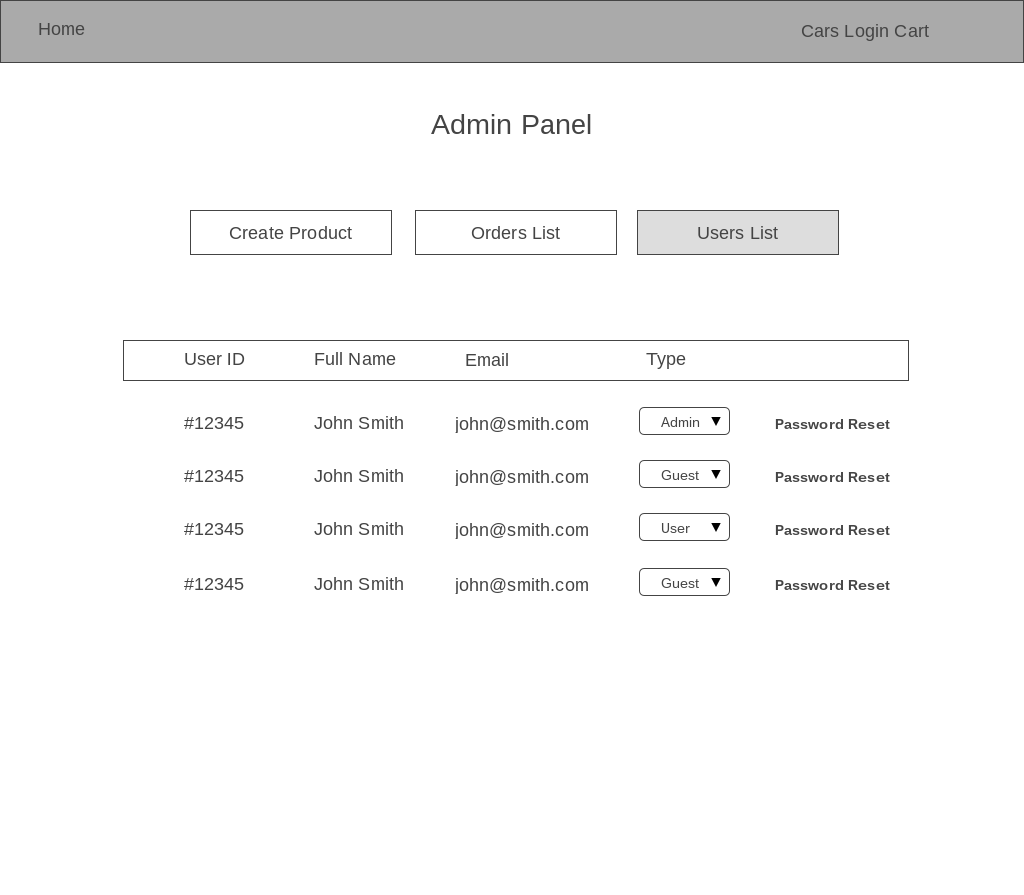 Home Cars Login Cart
Admin Panel
Create Product Orders List Users List
User ID Full Name Email Type
#12345 John Smith john@smith.com Admin Password Reset
#12345 John Smith john@smith.com Guest Password Reset
#12345 John Smith john@smith.com User Password Reset
#12345 John Smith john@smith.com Guest Password Reset